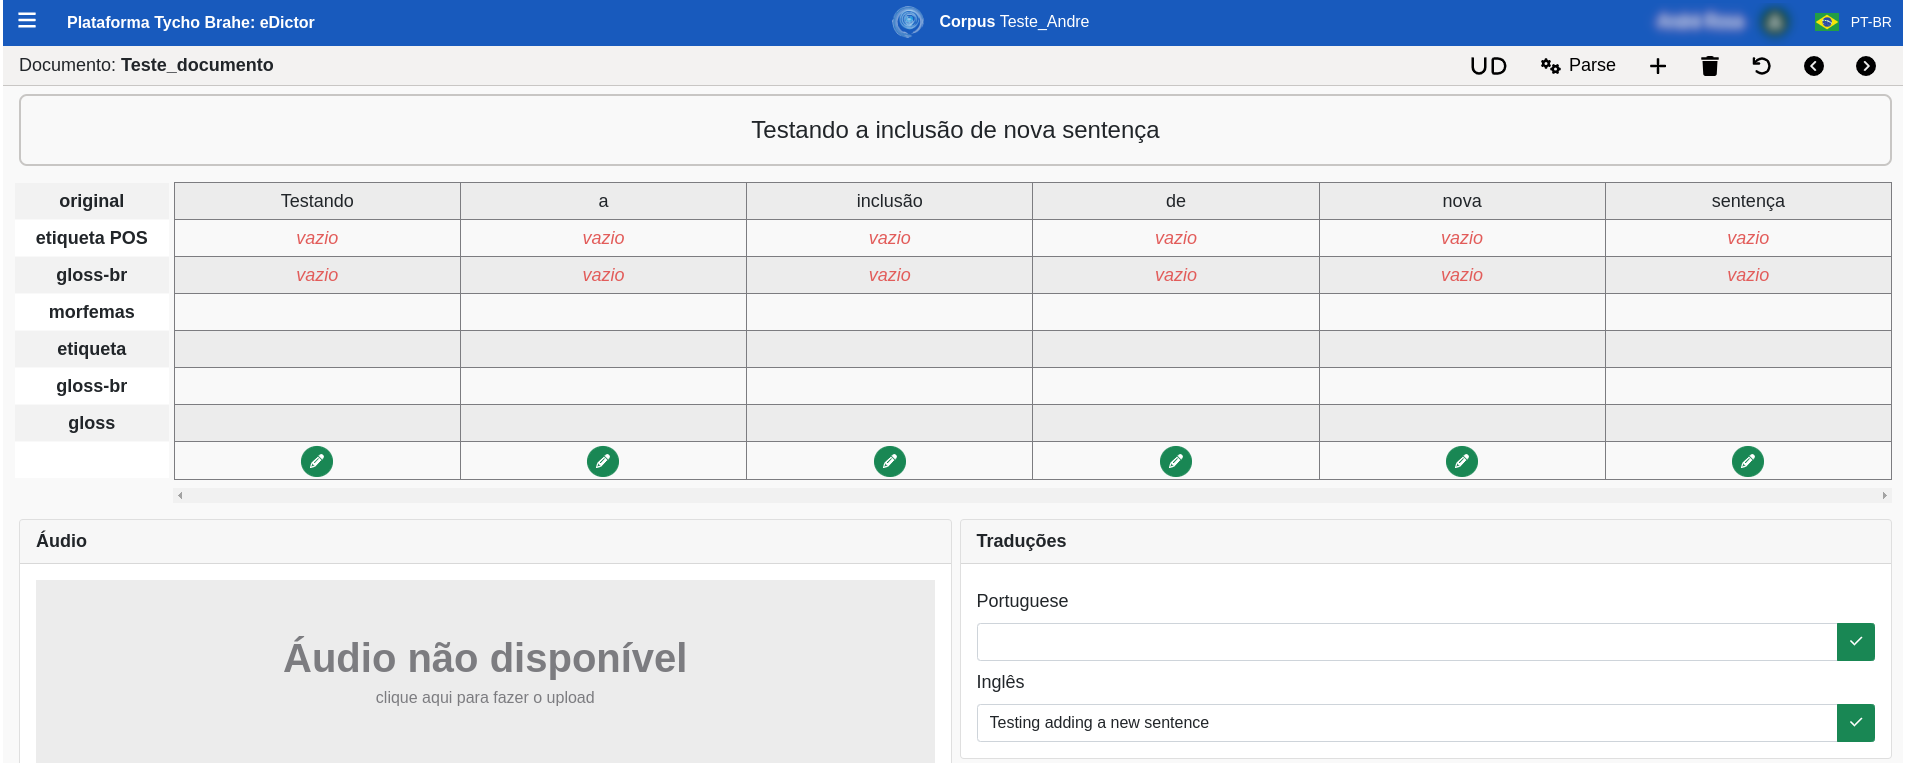 Plataforma Tycho Brahe: eDictor
Corpus Teste_Andre
PT-BR
Documento: Teste_documento
UD
Parse
Testando a inclusão de nova sentença
original Testando a inclusão de nova sentença
etiqueta POS vazio vazio vazio vazio vazio vazio
gloss-br vazio vazio vazio vazio vazio vazio
morfemas
etiqueta
gloss-br
gloss
Áudio
Áudio não disponível
clique aqui para fazer o upload
Traduções
Portuguese
Inglês
Testing adding a new sentence